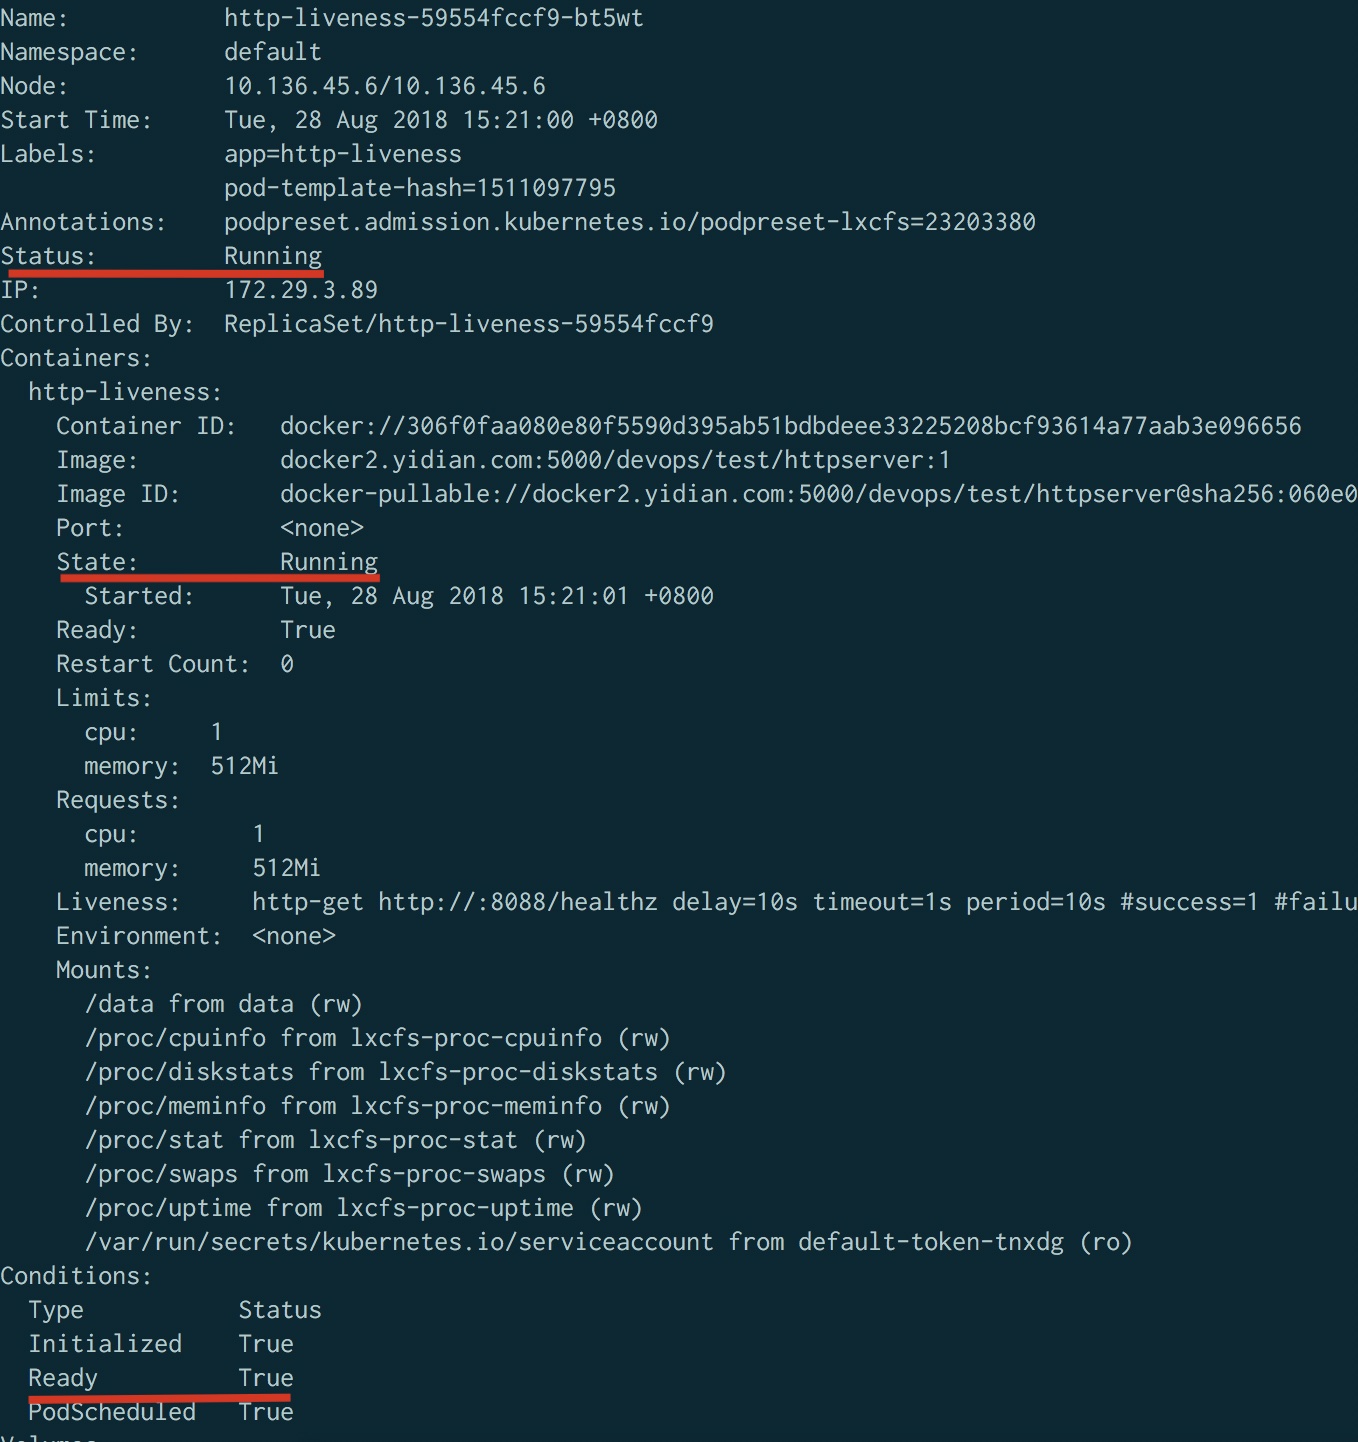 Name:           http-liveness-59554fccf9-bt5wt
Namespace:      default
Node:           10.136.45.6/10.136.45.6
Start Time:     Tue, 28 Aug 2018 15:21:00 +0800
Labels:         app=http-liveness
                pod-template-hash=1511097795
Annotations:    podpreset.admission.kubernetes.io/podpreset-lxcfs=23203380
Status:         Running
IP:             172.29.3.89
Controlled By:  ReplicaSet/http-liveness-59554fccf9
Containers:
  http-liveness:
    Container ID:   docker://306f0faa080e80f5590d395ab51bdbdeee33225208bcf93614a77aab3e096656
    Image:          docker2.yidian.com:5000/devops/test/httpserver:1
    Image ID:       docker-pullable://docker2.yidian.com:5000/devops/test/httpserver@sha256:060e0
    Port:           <none>
    State:          Running
      Started:      Tue, 28 Aug 2018 15:21:01 +0800
    Ready:          True
    Restart Count:  0
    Limits:
      cpu:     1
      memory:  512Mi
    Requests:
      cpu:        1
      memory:     512Mi
    Liveness:     http-get http://:8088/healthz delay=10s timeout=1s period=10s #success=1 #failu
    Environment:  <none>
    Mounts:
      /data from data (rw)
      /proc/cpuinfo from lxcfs-proc-cpuinfo (rw)
      /proc/diskstats from lxcfs-proc-diskstats (rw)
      /proc/meminfo from lxcfs-proc-meminfo (rw)
      /proc/stat from lxcfs-proc-stat (rw)
      /proc/swaps from lxcfs-proc-swaps (rw)
      /proc/uptime from lxcfs-proc-uptime (rw)
      /var/run/secrets/kubernetes.io/serviceaccount from default-token-tnxdg (ro)
Conditions:
  Type           Status
  Initialized    True
  Ready          True
  PodScheduled   True